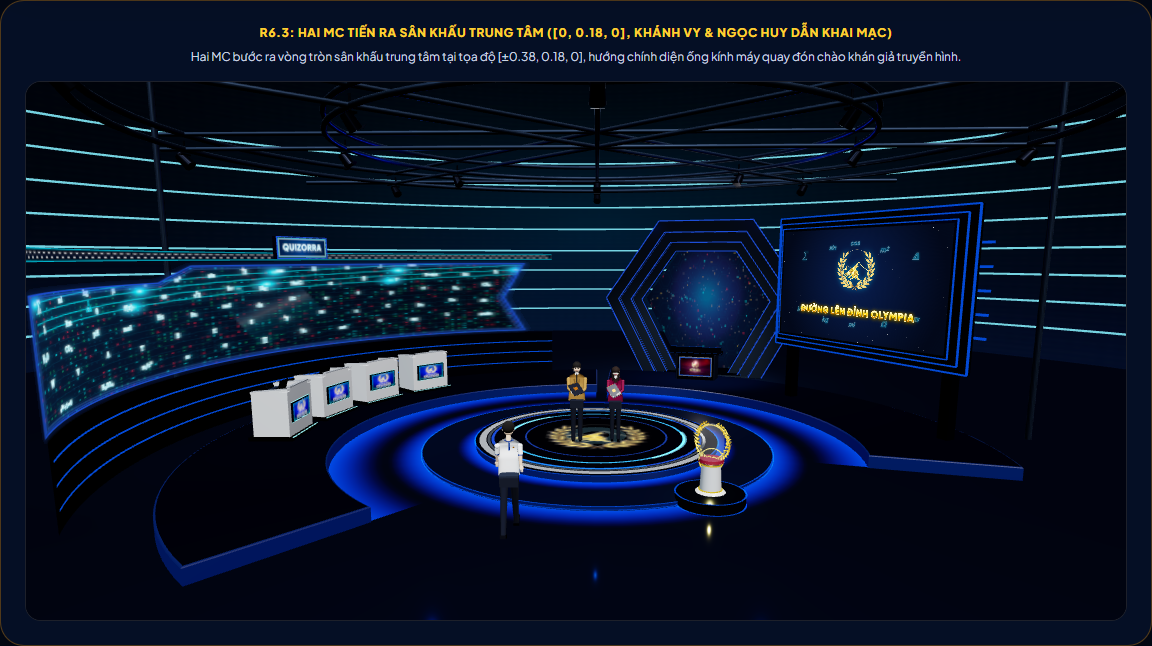 R6.3: HAI MC TIẾN RA SÂN KHẤU TRUNG TÂM ([0, 0.18, 0], KHÁNH VY & NGỌC HUY DẪN KHAI MẠC)
Hai MC bước ra vòng tròn sân khấu trung tâm tại tọa độ [±0.38, 0.18, 0], hướng chính diện ống kính máy quay đón chào khán giả truyền hình.
QUIZORRA
ĐƯỜNG LÊN ĐỈNH OLYMPIA